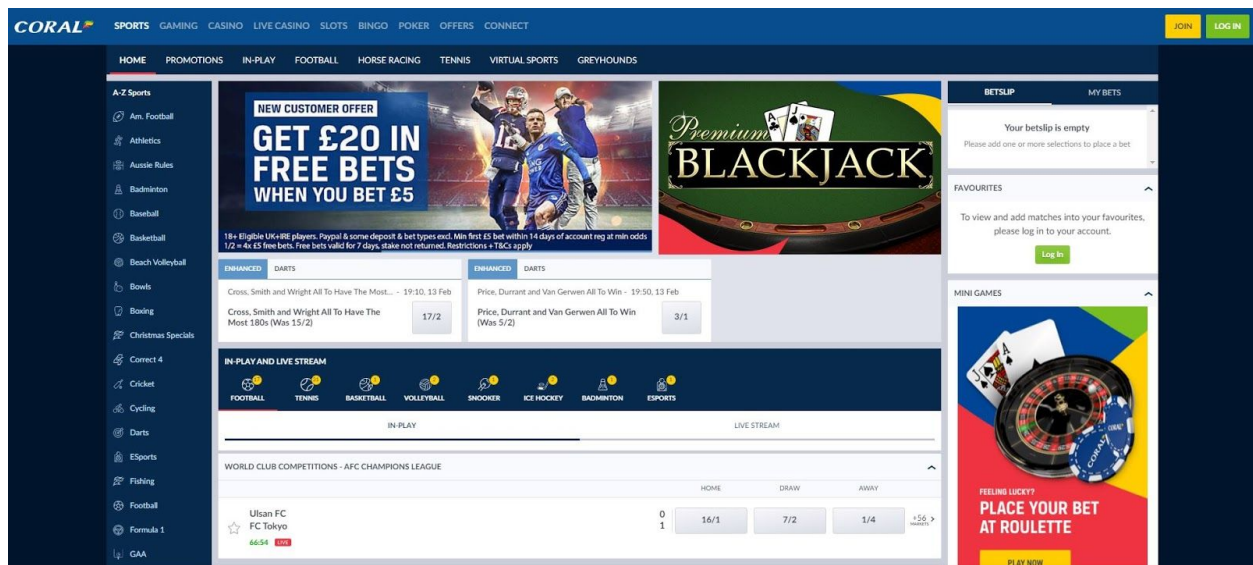 CORAL
SPORTS GAMING CASINO LIVE CASINO SLOTS BINGO POKER OFFERS CONNECT
JOIN
LOG IN
HOME PROMOTIONS IN-PLAY FOOTBALL HORSE RACING TENNIS VIRTUAL SPORTS GREYHOUNDS
A-Z Sports
Am. Football
Athletics
Aussie Rules
Badminton
Baseball
Basketball
Beach Volleyball
Bowls
Boxing
Christmas Specials
Correct 4
Cricket
Cycling
Darts
ESports
Fishing
Football
Formula 1
GAA
NEW CUSTOMER OFFER
GET £20 IN
FREE BETS
WHEN YOU BET £5
18+ Eligible UK+IRE players. Paypal & some deposit & bet types excl. Min first £5 bet within 14 days of account reg at min odds
1/2 = 4x £5 free bets. Free bets valid for 7 days, stake not returned. Restrictions + T&Cs apply
Premium
BLACKJACK
ENHANCED DARTS
Cross, Smith and Wright All To Have The Most... - 19:10, 13 Feb
Cross, Smith and Wright All To Have The
Most 180s (Was 15/2)
17/2
ENHANCED DARTS
Price, Durrant and Van Gerwen All To Win - 19:50, 13 Feb
Price, Durrant and Van Gerwen All To Win
(Was 5/2)
3/1
IN-PLAY AND LIVE STREAM
FOOTBALL TENNIS BASKETBALL VOLLEYBALL SNOOKER ICE HOCKEY BADMINTON ESPORTS
IN-PLAY LIVE STREAM
WORLD CLUB COMPETITIONS - AFC CHAMPIONS LEAGUE
HOME DRAW AWAY
Ulsan FC 0
FC Tokyo 1
66:54 LIVE
16/1 7/2 1/4 +56
MARKETS
BETSLIP MY BETS
Your betslip is empty
Please add one or more selections to place a bet
FAVOURITES
To view and add matches into your favourites,
please log in to your account.
Log In
MINI GAMES
J
A
CORAL
FEELING LUCKY?
PLACE YOUR BET
AT ROULETTE
PLAY NOW